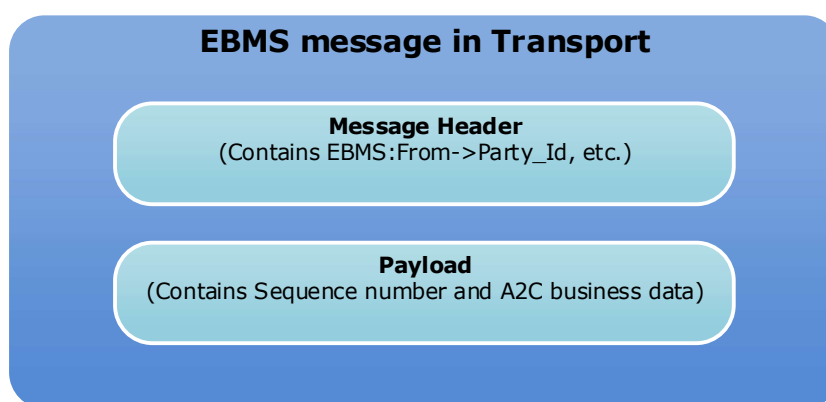 EBMS message in Transport
Message Header
(Contains EBMS:From->Party_Id, etc.)
Payload
(Contains Sequence number and A2C business data)